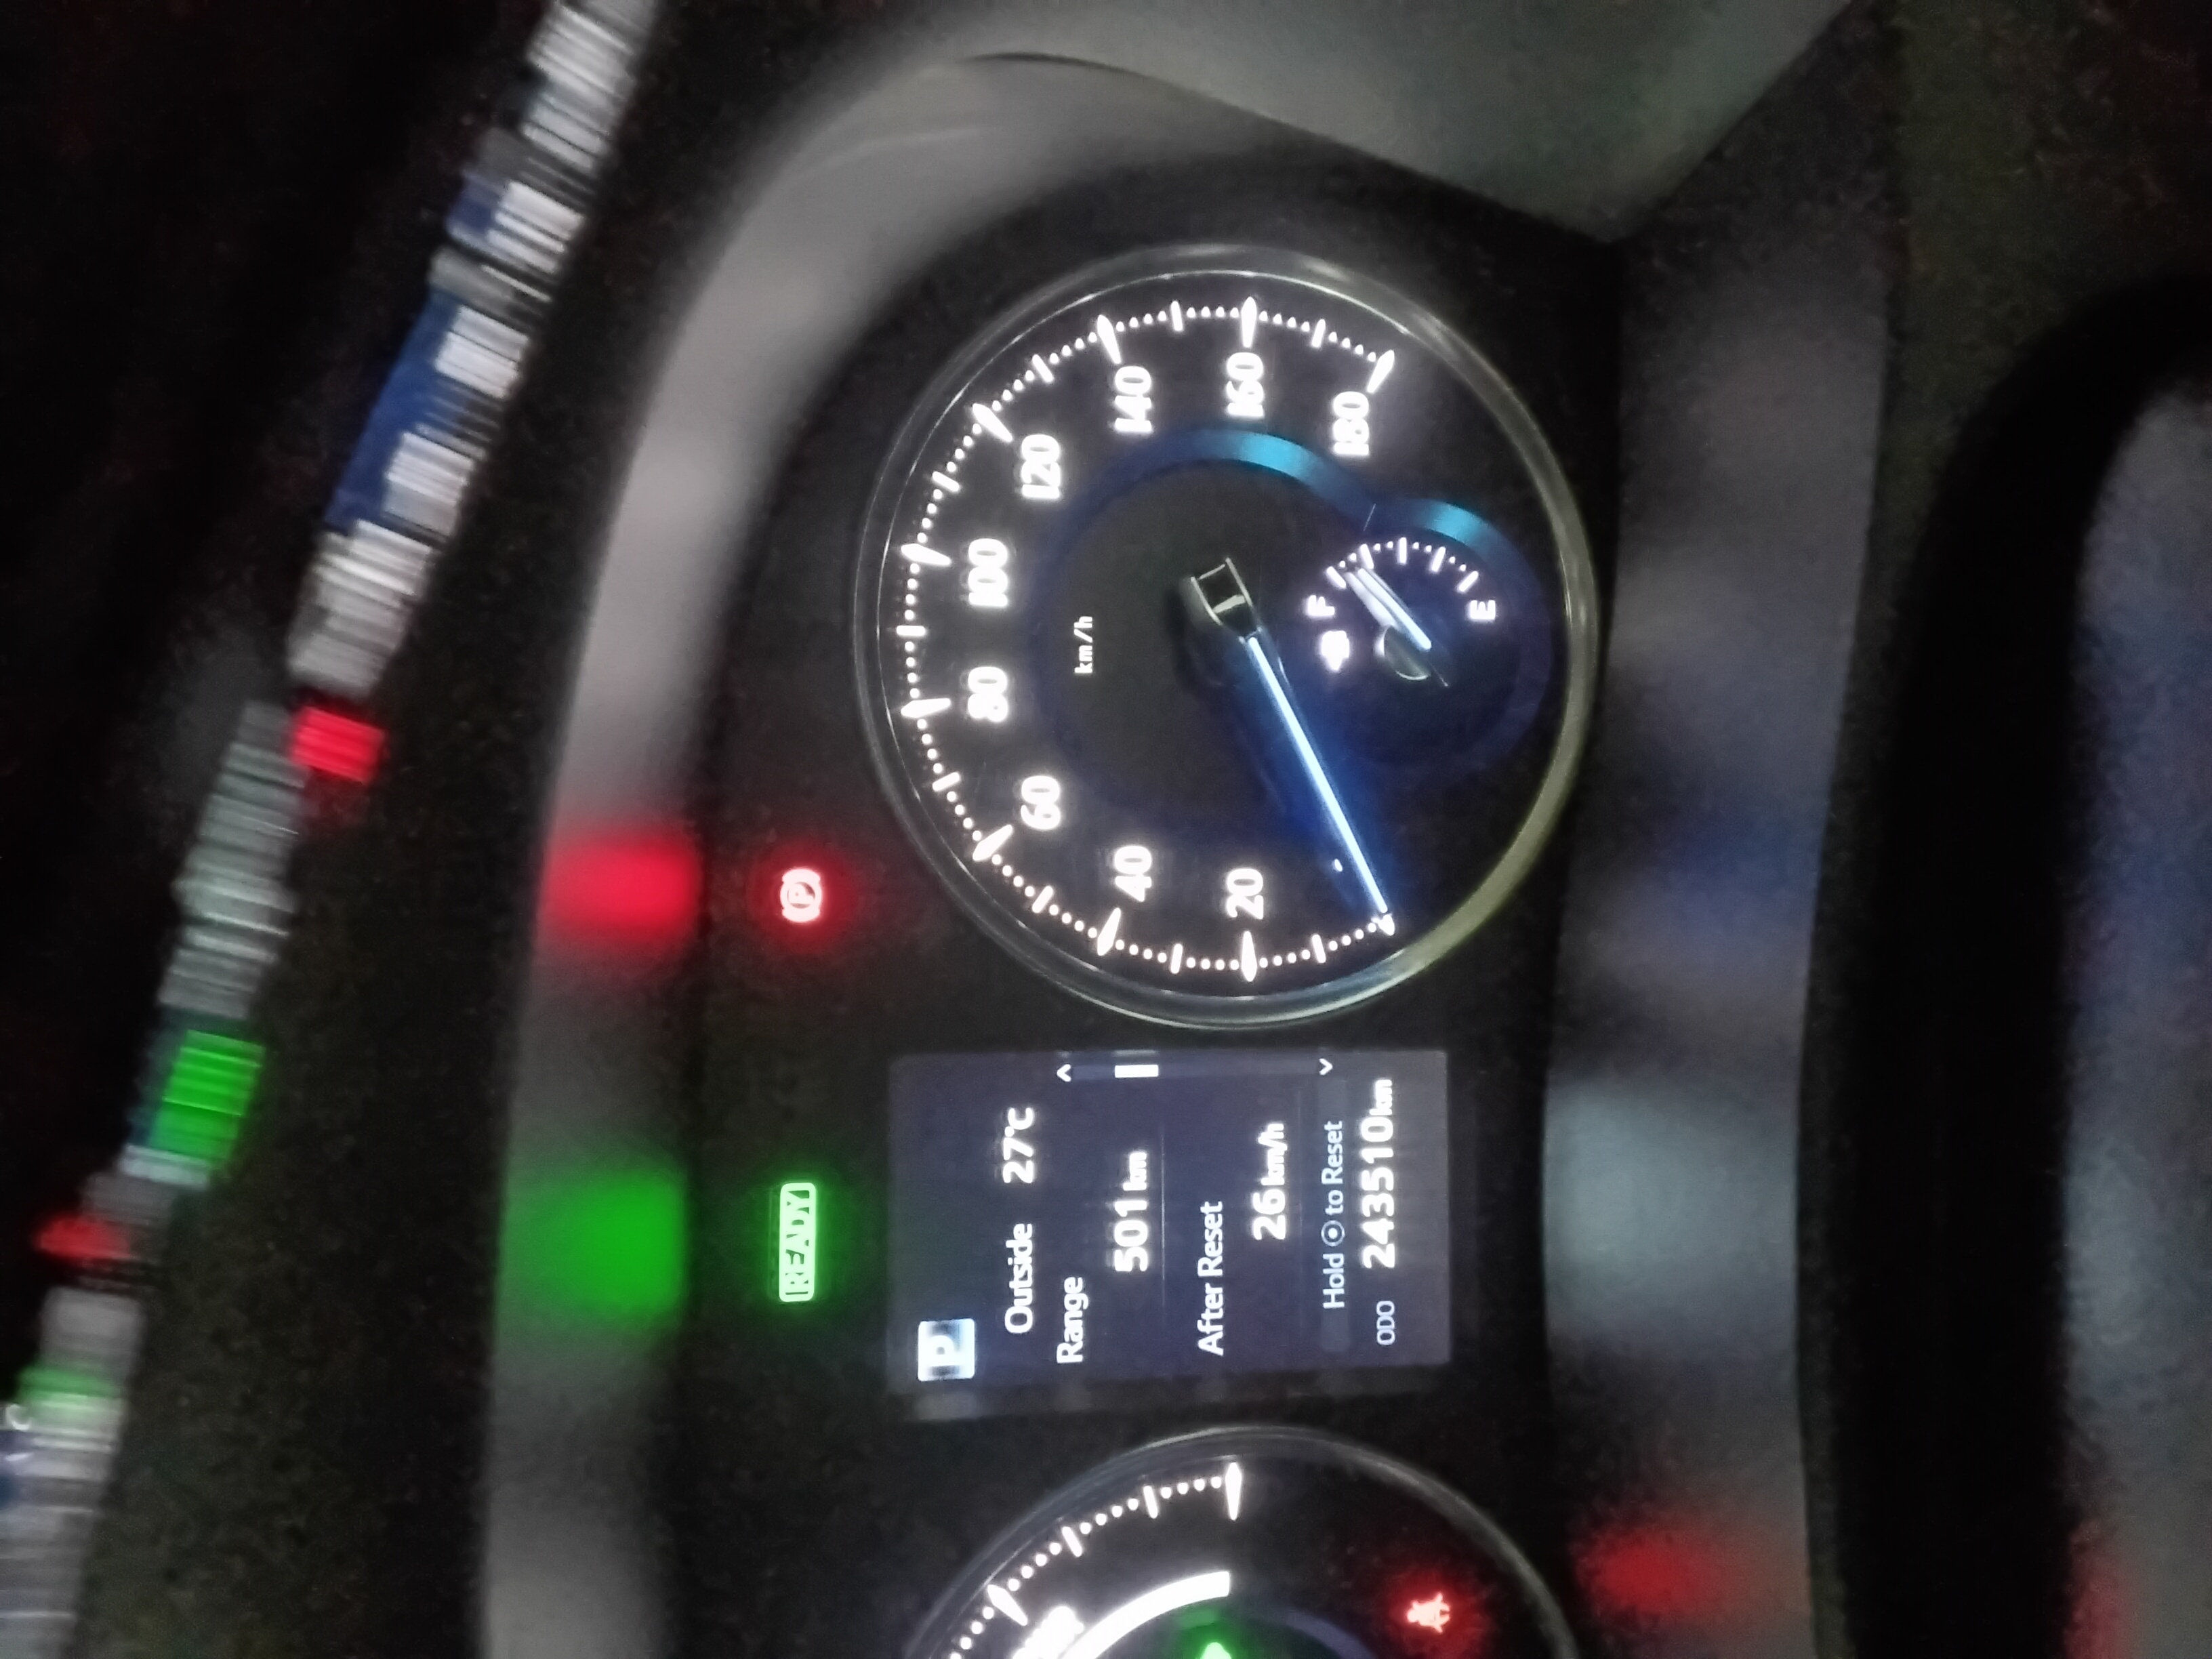 READY
P
P
Outside 27°C
Range
501 km
After Reset
26 km/h
Hold to Reset
ODO 243510 km
80 100
60 120
km/h
40 140
20 160
180
F
E